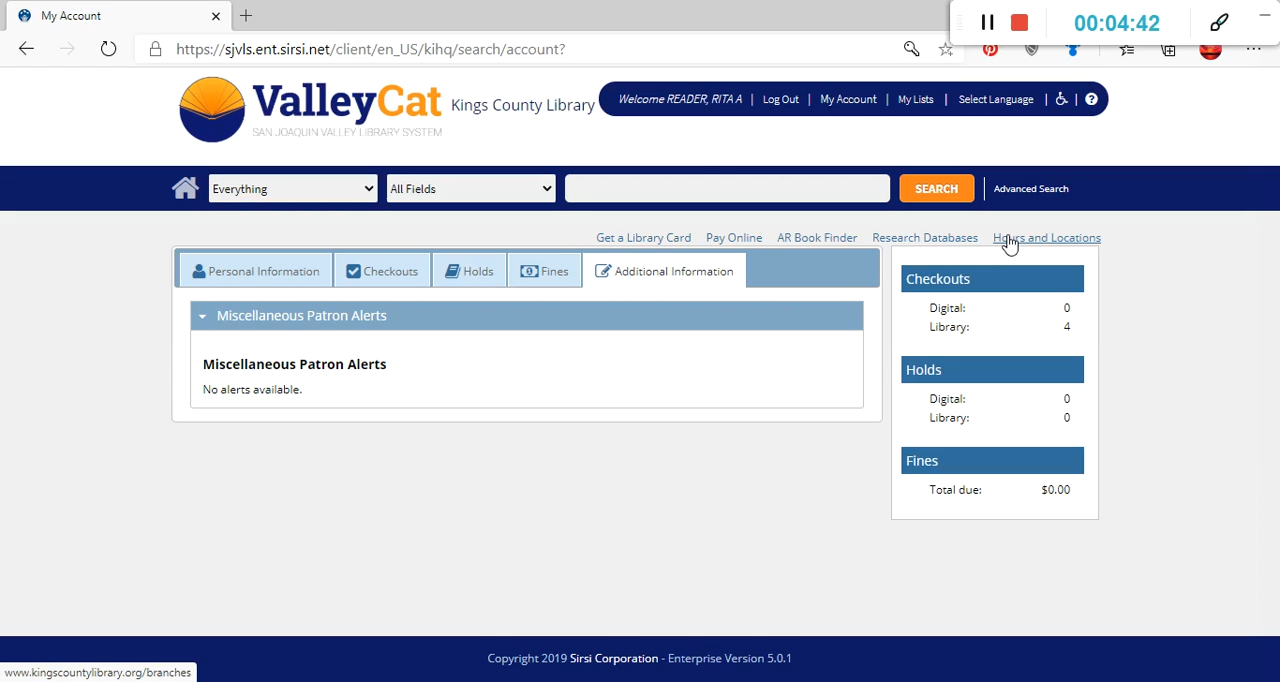 My Account
00:04:42
https://sjvls.ent.sirsi.net/client/en_US/kihq/search/account?
ValleyCat
SAN JOAQUIN VALLEY LIBRARY SYSTEM
Kings County Library
Welcome READER, RITA A | Log Out | My Account | My Lists | Select Language | | ?
Everything All Fields SEARCH Advanced Search
Get a Library Card Pay Online AR Book Finder Research Databases Hours and Locations
Personal Information Checkouts Holds Fines Additional Information
Miscellaneous Patron Alerts
Miscellaneous Patron Alerts
No alerts available.
Checkouts
Digital: 0
Library: 4
Holds
Digital: 0
Library: 0
Fines
Total due: $0.00
Copyright 2019 Sirsi Corporation - Enterprise Version 5.0.1
www.kingscountylibrary.org/branches